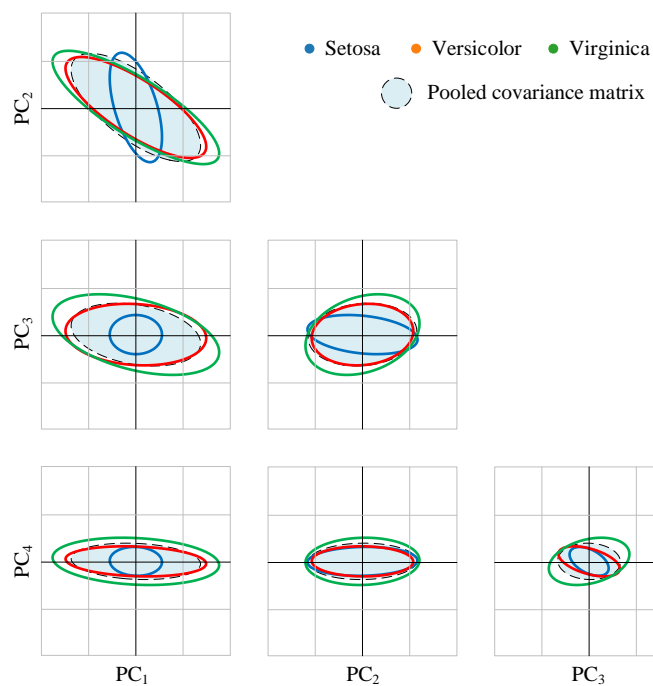 Setosa Versicolor Virginica
Pooled covariance matrix
PC₂
PC₃
PC₄
PC₁ PC₂ PC₃